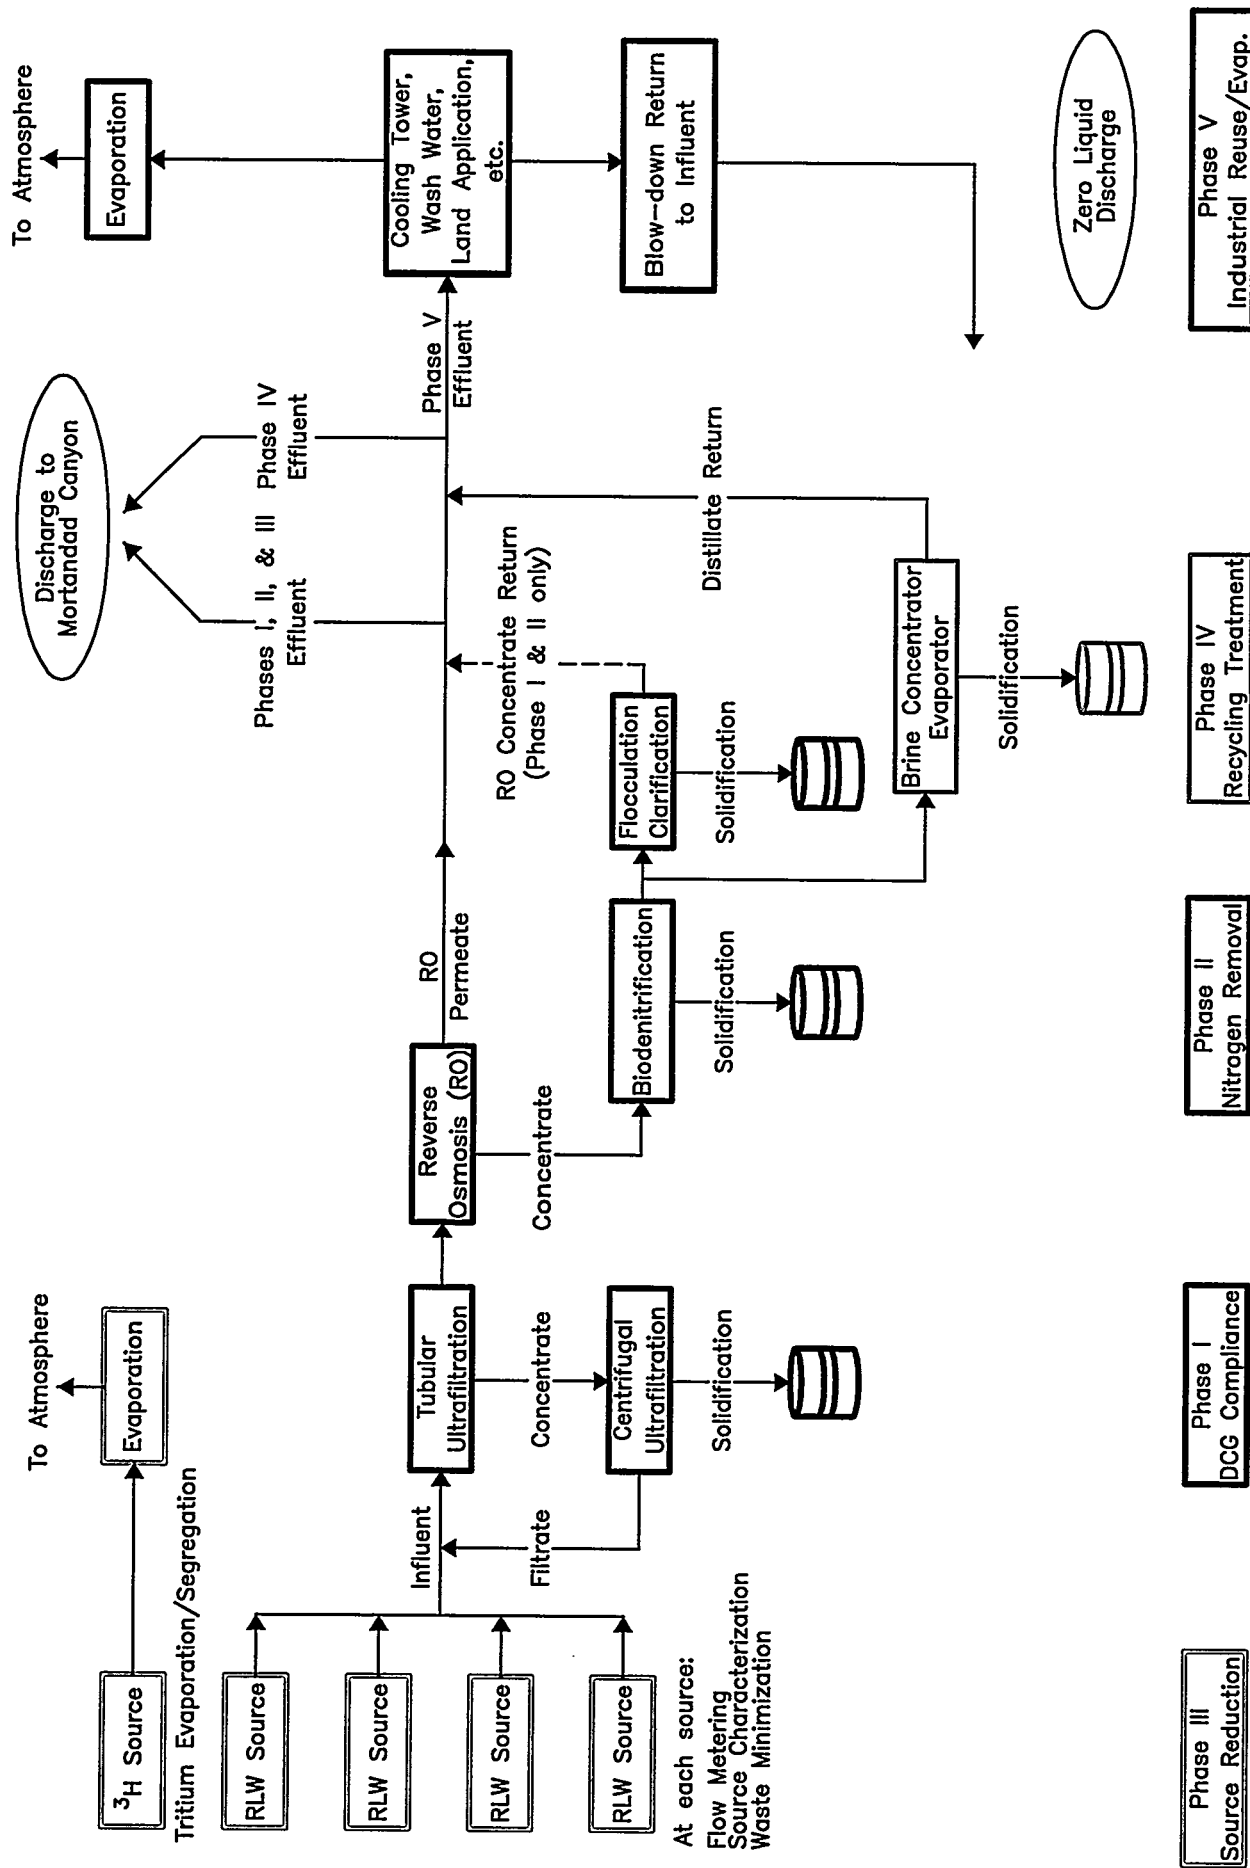 To Atmosphere
Evaporation
³H Source
Tritium Evaporation/Segregation
RLW Source
RLW Source
RLW Source
RLW Source
At each source:
Flow Metering
Source Characterization
Waste Minimization
Influent
Filtrate
Tubular
Ultrafiltration
Concentrate
Centrifugal
Ultrafiltration
Solidification
Reverse
Osmosis (RO)
Concentrate
RO
Permeate
Biodenitrification
Solidification
Flocculation
Clarification
Solidification
RO Concentrate Return
(Phase I & II only)
Brine Concentrator
Evaporator
Solidification
Distillate Return
Discharge to
Mortandad Canyon
Phases I, II, & III
Effluent
Phase IV
Effluent
Phase V
Effluent
To Atmosphere
Evaporation
Cooling Tower,
Wash Water,
Land Application,
etc.
Blow-down Return
to Influent
Zero Liquid
Discharge
Phase III
Source Reduction
Phase I
DCG Compliance
Phase II
Nitrogen Removal
Phase IV
Recycling Treatment
Phase V
Industrial Reuse/Evap.